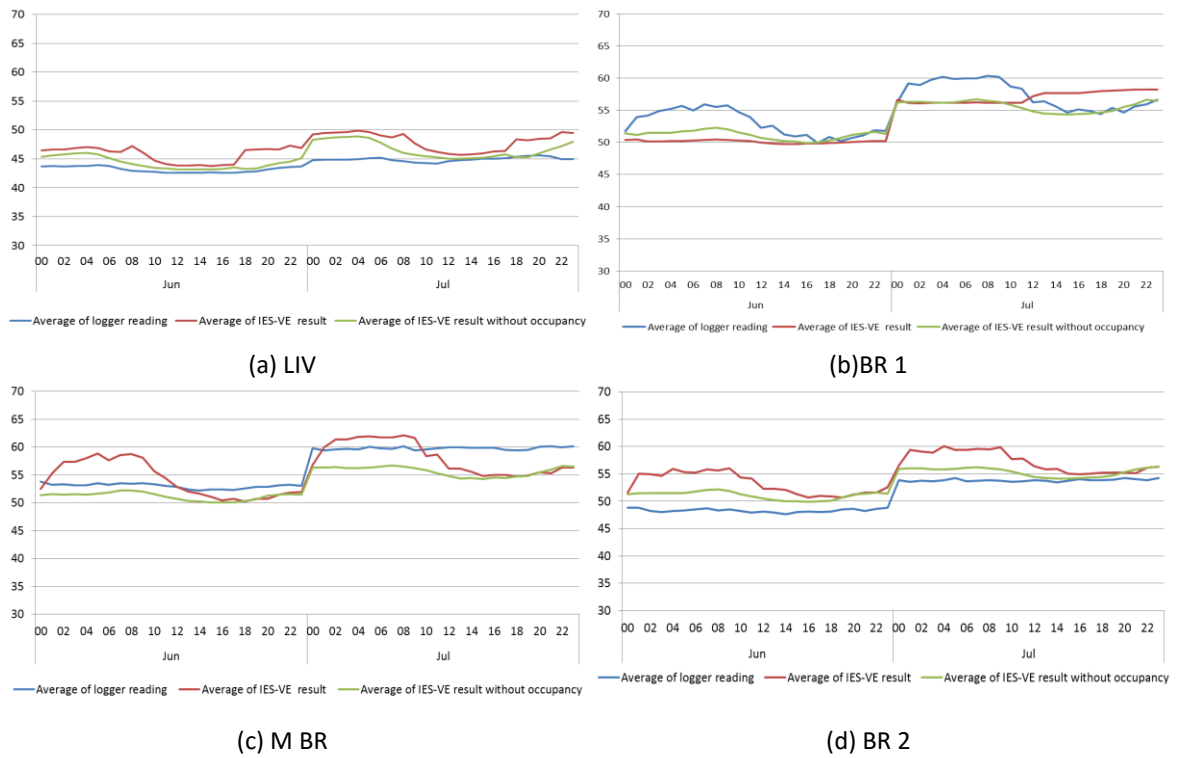 70
65
60
55
50
45
40
35
30
00 02 04 06 08 10 12 14 16 18 20 22 00 02 04 06 08 10 12 14 16 18 20 22
Jun Jul
Average of logger reading Average of IES-VE result Average of IES-VE result without occupancy
(a) LIV
70
65
60
55
50
45
40
35
30
00 02 04 06 08 10 12 14 16 18 20 22 00 02 04 06 08 10 12 14 16 18 20 22
Jun Jul
Average of logger reading Average of IES-VE result Average of IES-VE result without occupancy
(b)BR 1
70
65
60
55
50
45
40
35
30
00 02 04 06 08 10 12 14 16 18 20 22 00 02 04 06 08 10 12 14 16 18 20 22
Jun Jul
Average of logger reading Average of IES-VE result Average of IES-VE result without occupancy
(c) M BR
70
65
60
55
50
45
40
35
30
00 02 04 06 08 10 12 14 16 18 20 22 00 02 04 06 08 10 12 14 16 18 20 22
Jun Jul
Average of logger reading Average of IES-VE result Average of IES-VE result without occupancy
(d) BR 2